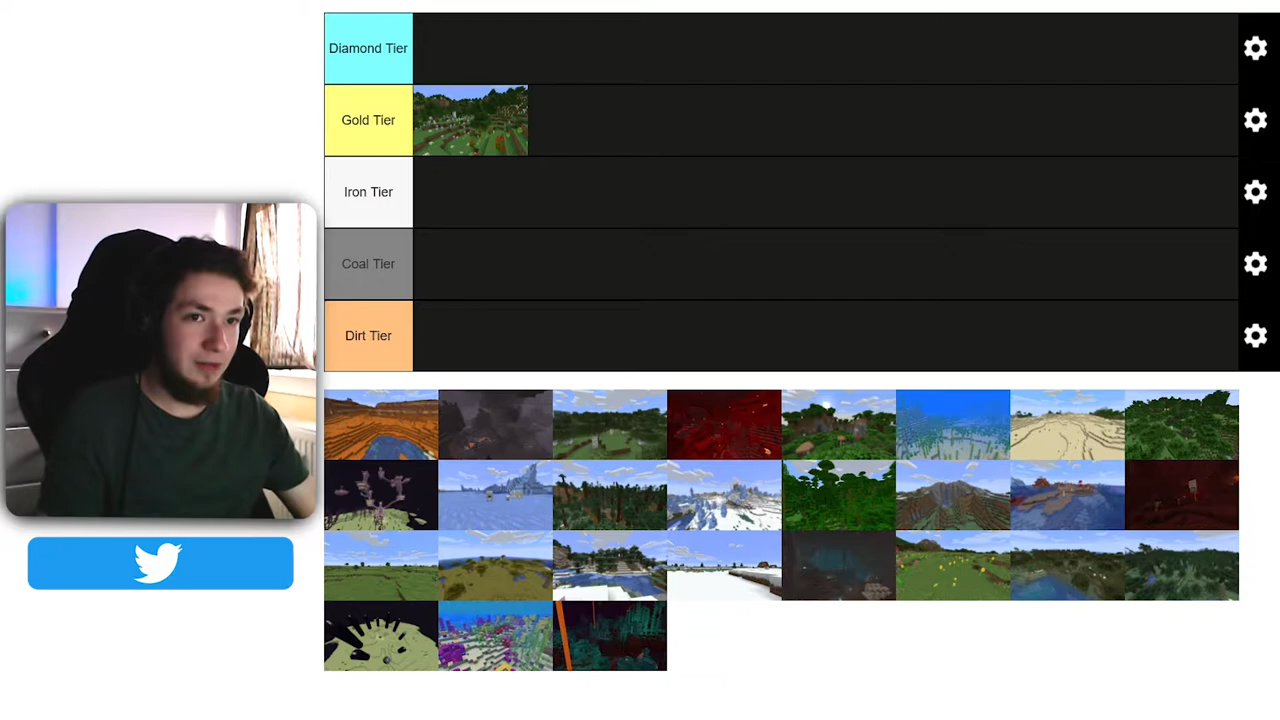 Diamond Tier
Gold Tier
Iron Tier
Coal Tier
Dirt Tier